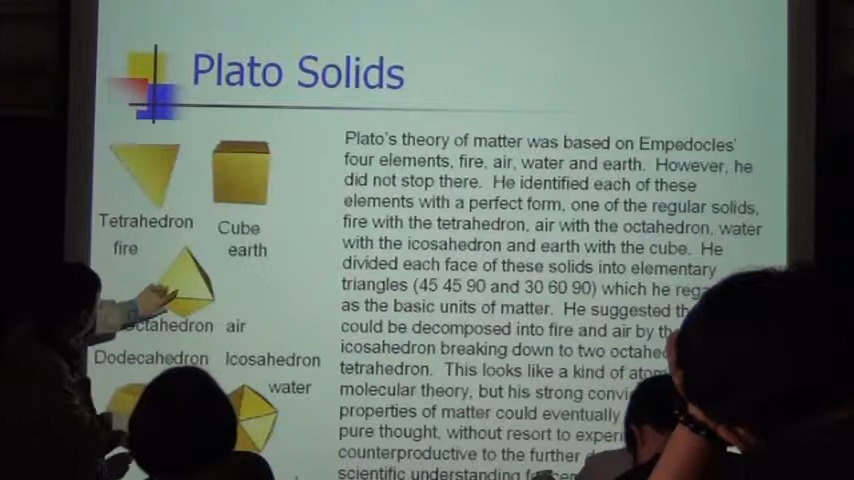 Plato Solids
Tetrahedron
Cube
fire
earth
Octahedron air
Dodecahedron Icosahedron
water
Plato's theory of matter was based on Empedocles'
four elements, fire, air, water and earth. However, he
did not stop there. He identified each of these
elements with a perfect form, one of the regular solids,
fire with the tetrahedron, air with the octahedron, water
with the icosahedron and earth with the cube. He
divided each face of these solids into elementary
triangles (45 45 90 and 30 60 90) which he
as the basic units of matter. He suggested
could be decomposed into fire and air by
icosahedron breaking down to two
tetrahedron. This looks like a kind of
molecular theory, but his strong
properties of matter could eventually
pure thought, without resort to
counterproductive to the further
scientific understanding